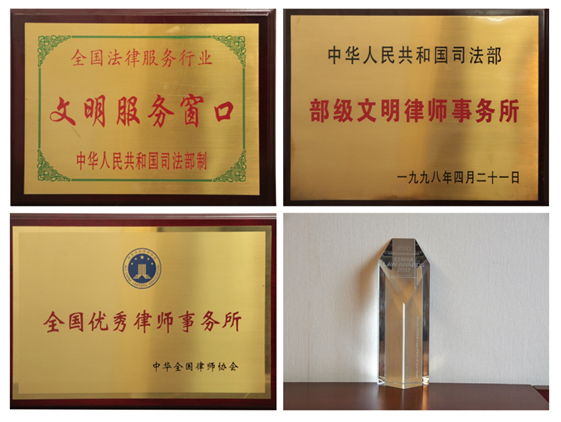 全国法律服务行业
文明服务窗口
中华人民共和国司法部制
中华人民共和国司法部
部级文明律师事务所
一九九八年四月二十一日
全国优秀律师事务所
中华全国律师协会